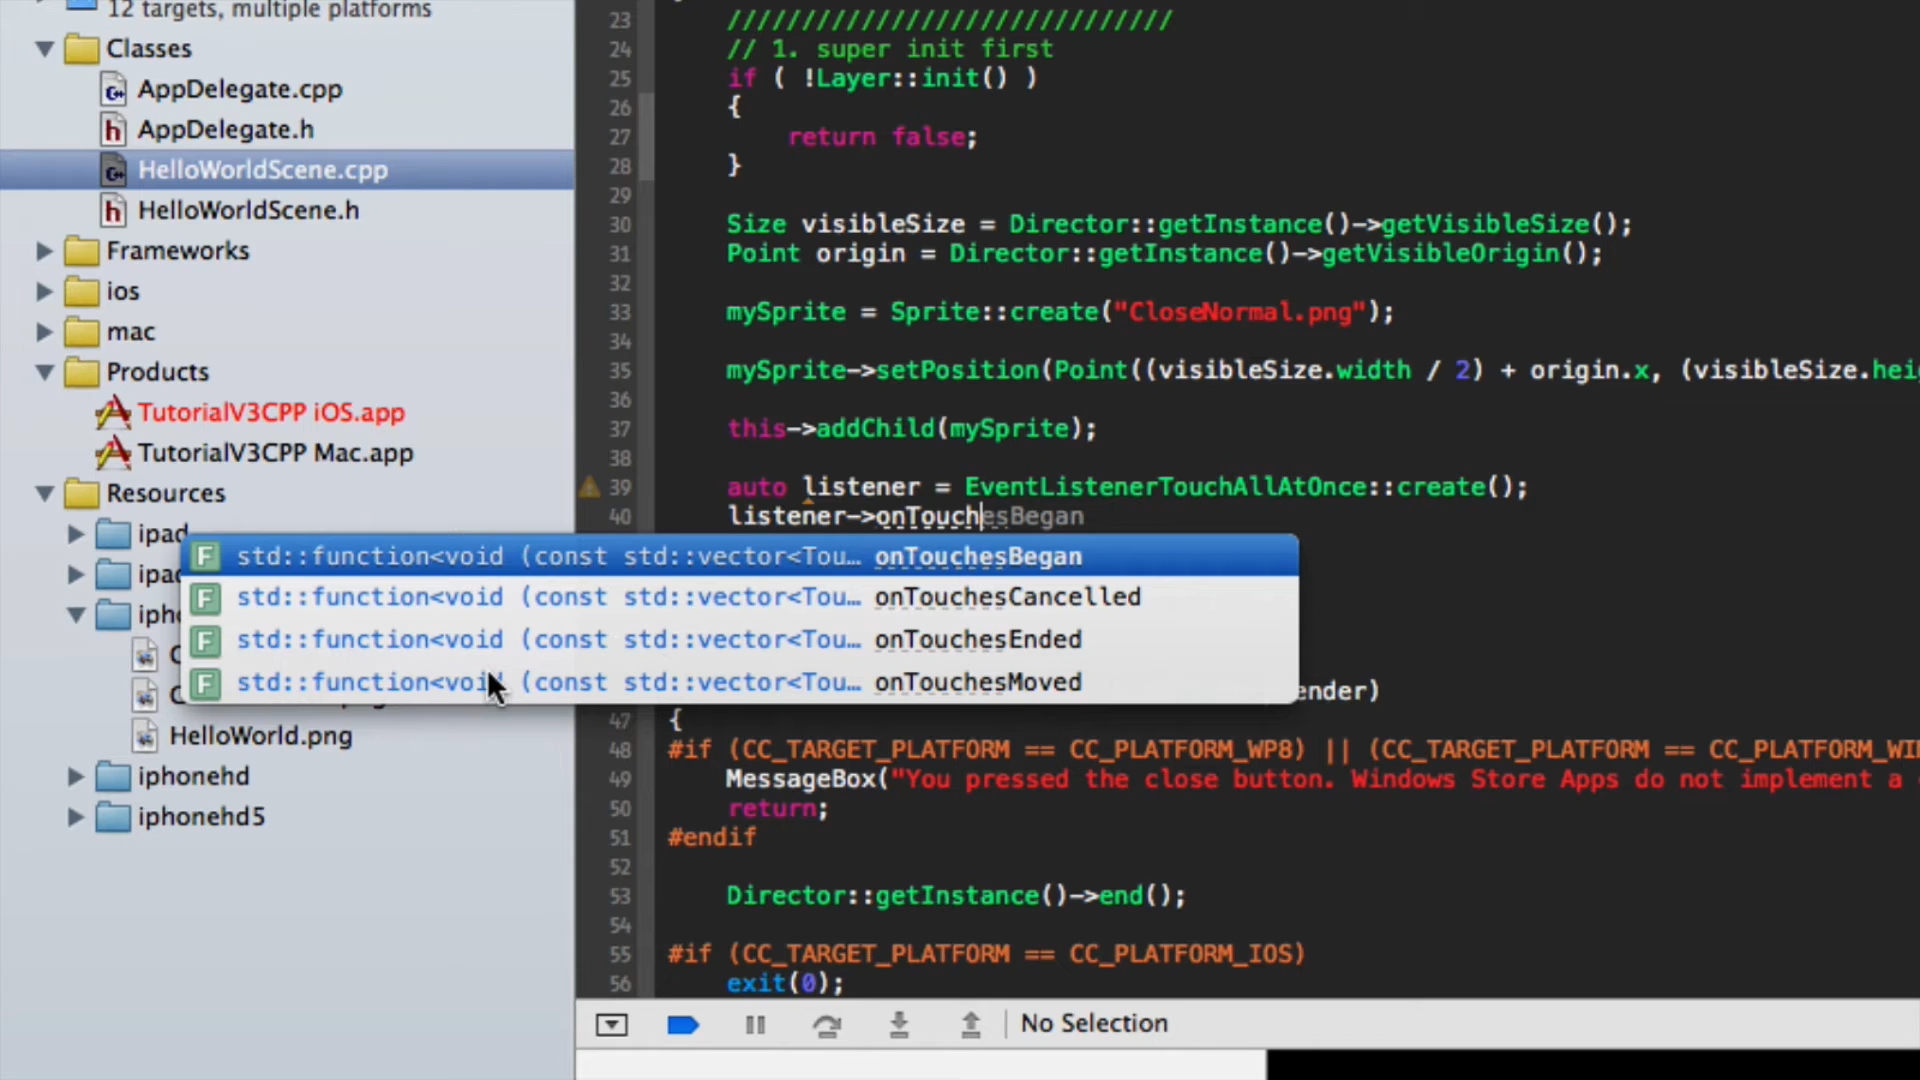 12 targets, multiple platforms
Classes
AppDelegate.cpp
AppDelegate.h
HelloWorldScene.cpp
HelloWorldScene.h
Frameworks
ios
mac
Products
TutorialV3CPP iOS.app
TutorialV3CPP Mac.app
Resources
ipad
HelloWorld.png
iphonehd
iphonehd5
23 //////////////////////////////
24 // 1. super init first
25 if ( !Layer::init() )
26 {
27 return false;
28 }
29
30 Size visibleSize = Director::getInstance()->getVisibleSize();
31 Point origin = Director::getInstance()->getVisibleOrigin();
32
33 mySprite = Sprite::create("CloseNormal.png");
34
35 mySprite->setPosition(Point((visibleSize.width / 2) + origin.x, (visibleSize.hei
36
37 this->addChild(mySprite);
38
39 auto listener = EventListenerTouchAllAtOnce::create();
40 listener->onTouchesBegan
F std::function<void (const std::vector<Tou… onTouchesBegan
F std::function<void (const std::vector<Tou… onTouchesCancelled
F std::function<void (const std::vector<Tou… onTouchesEnded
F std::function<void (const std::vector<Tou… onTouchesMoved
ender)
47 {
48 #if (CC_TARGET_PLATFORM == CC_PLATFORM_WP8) || (CC_TARGET_PLATFORM == CC_PLATFORM_WI
49 MessageBox("You pressed the close button. Windows Store Apps do not implement a
50 return;
51 #endif
52
53 Director::getInstance()->end();
54
55 #if (CC_TARGET_PLATFORM == CC_PLATFORM_IOS)
56 exit(0);
No Selection